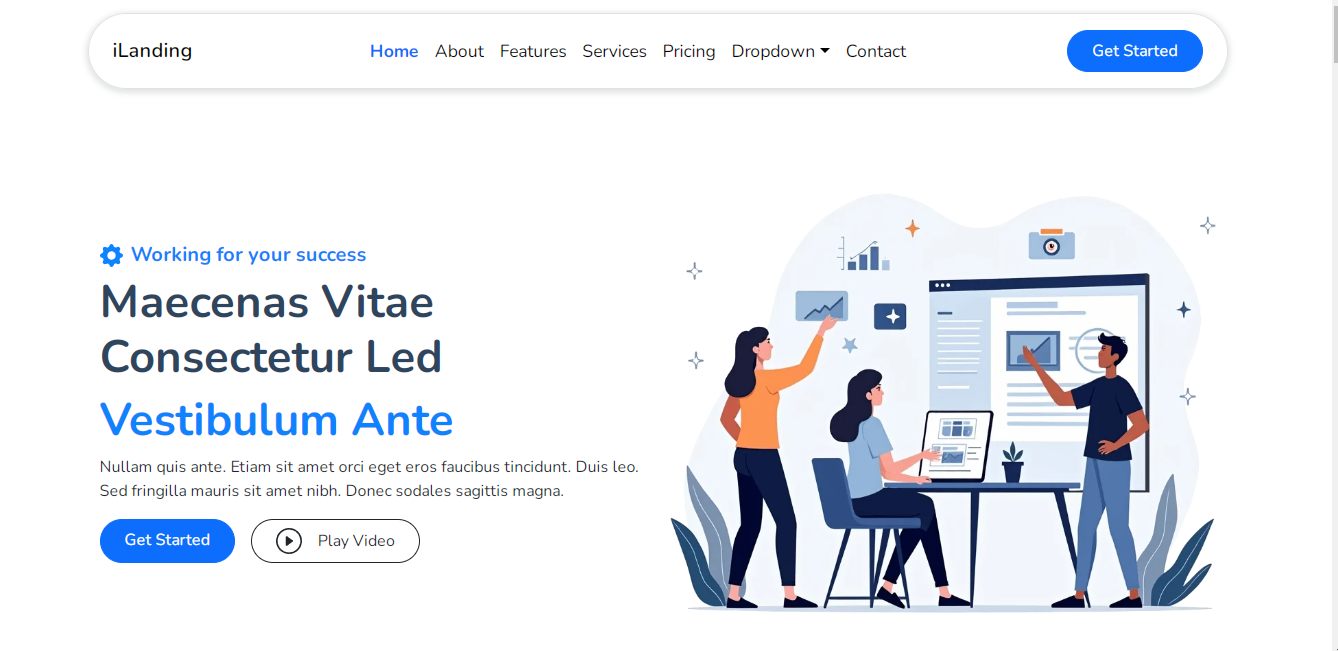 iLanding
Home About Features Services Pricing Dropdown Contact
Get Started
Working for your success
Maecenas Vitae
Consectetur Led
Vestibulum Ante
Nullam quis ante. Etiam sit amet orci eget eros faucibus tincidunt. Duis leo.
Sed fringilla mauris sit amet nibh. Donec sodales sagittis magna.
Get Started
Play Video